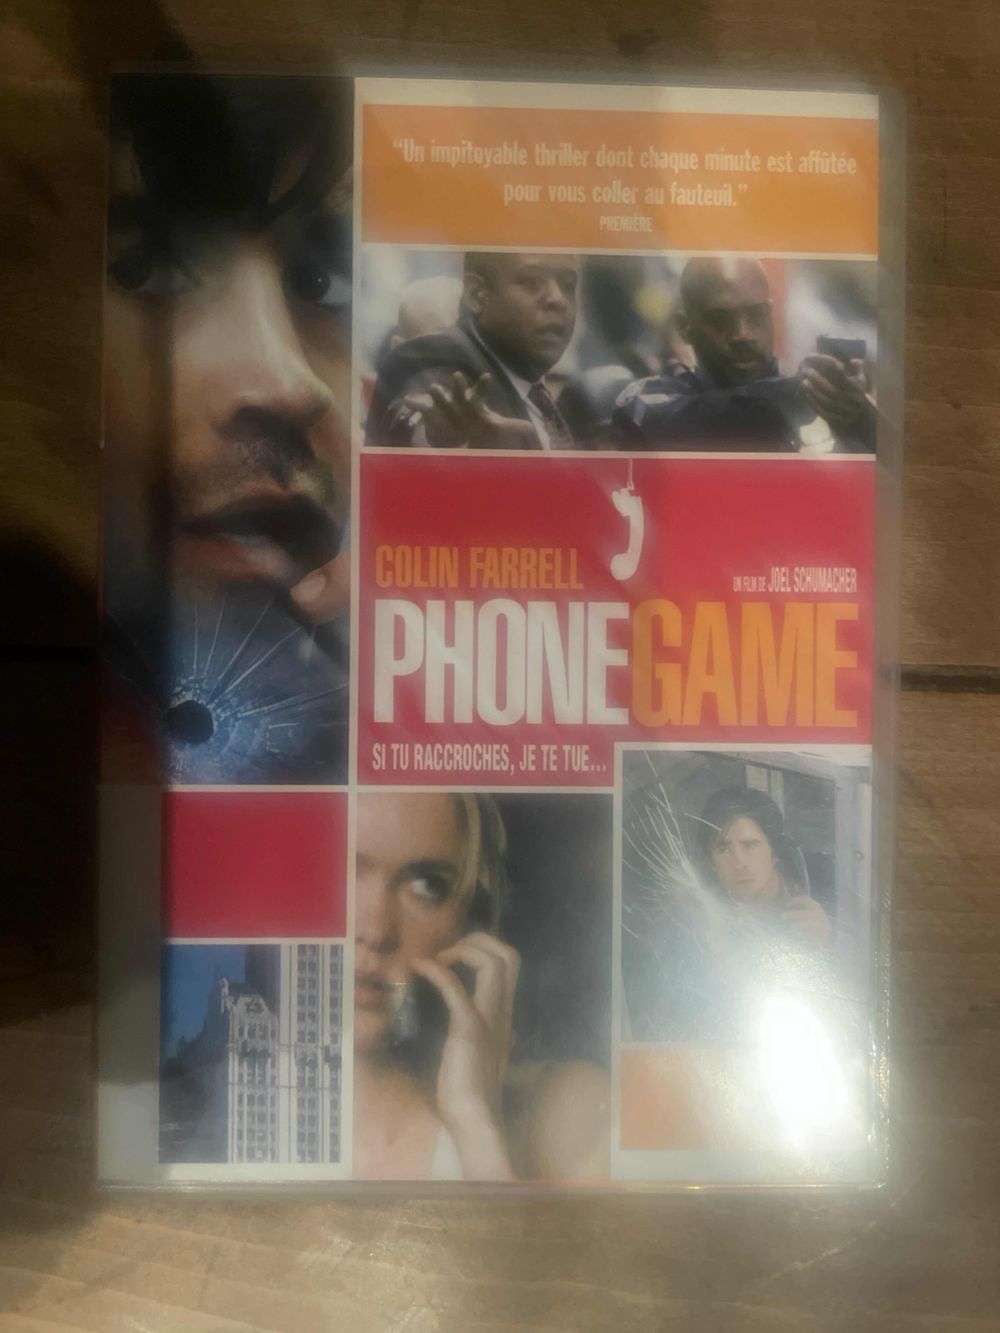 “Un impitoyable thriller dont chaque minute est affûtée
pour vous coller au fauteuil.”
PREMIÈRE
COLIN FARRELL
UN FILM DE JOEL SCHUMACHER
PHONEGAME
SI TU RACCROCHES, JE TE TUE...